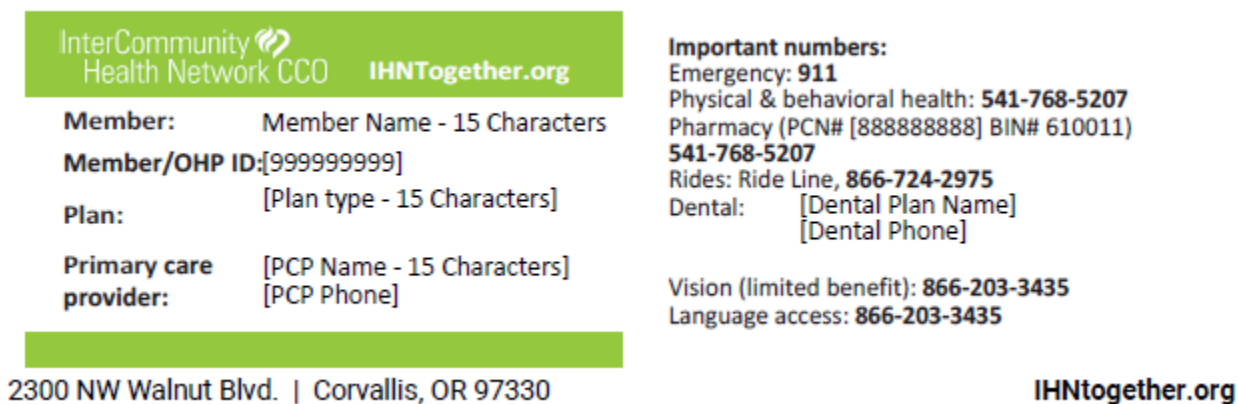 InterCommunity
Health Network CCO IHNTogether.org
Member: Member Name - 15 Characters
Member/OHP ID:[999999999]
Plan: [Plan type - 15 Characters]
Primary care provider: [PCP Name - 15 Characters]
[PCP Phone]
Important numbers:
Emergency: 911
Physical & behavioral health: 541-768-5207
Pharmacy (PCN# [888888888] BIN# 610011)
541-768-5207
Rides: Ride Line, 866-724-2975
Dental: [Dental Plan Name]
[Dental Phone]
Vision (limited benefit): 866-203-3435
Language access: 866-203-3435
2300 NW Walnut Blvd. | Corvallis, OR 97330
IHNtogether.org